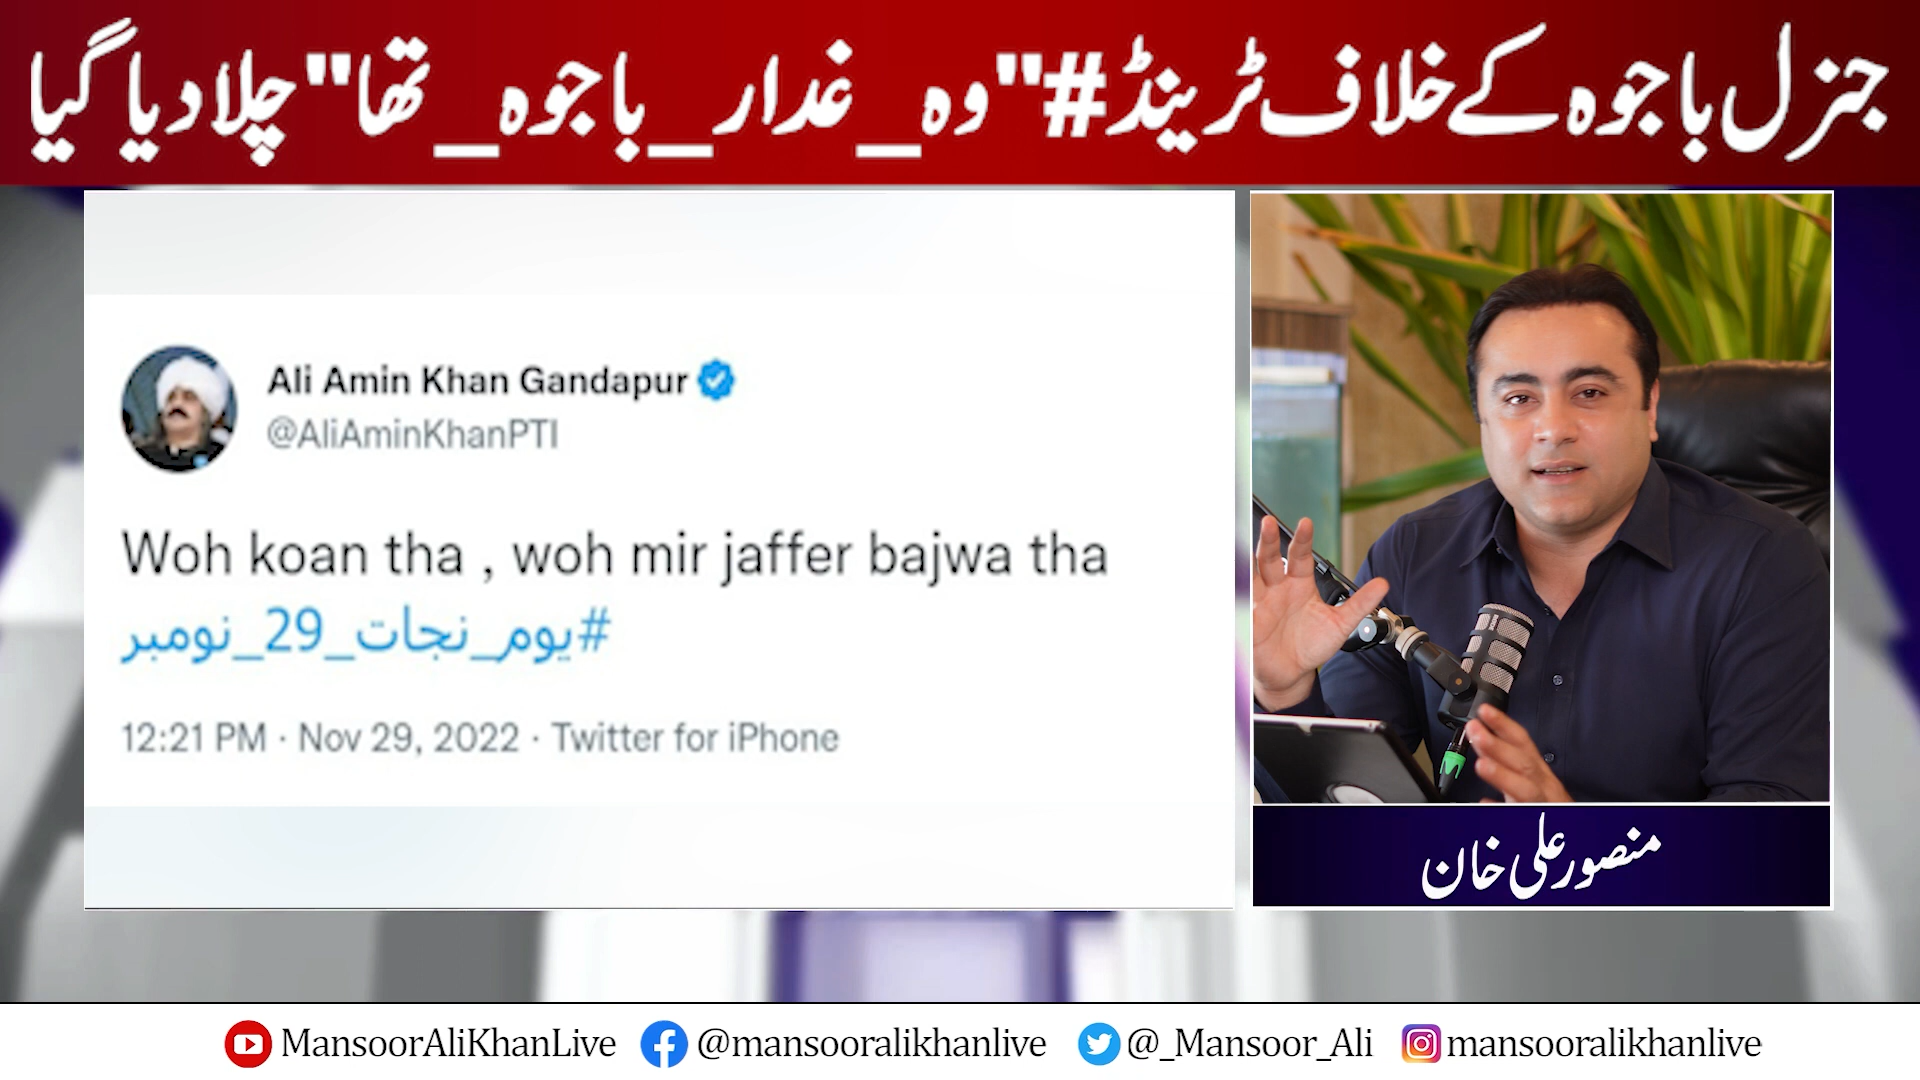 جنرل باجوہ کے خلاف ٹرینڈ #"وہ_غدار_باجوہ_تھا" چلا دیا گیا
Ali Amin Khan Gandapur
@AliAminKhanPTI
Woh koan tha , woh mir jaffer bajwa tha
#یوم_نجات_29_نومبر
12:21 PM · Nov 29, 2022 · Twitter for iPhone
منصور علی خان
MansoorAliKhanLive @mansooralikhanlive @_Mansoor_Ali mansooralikhanlive